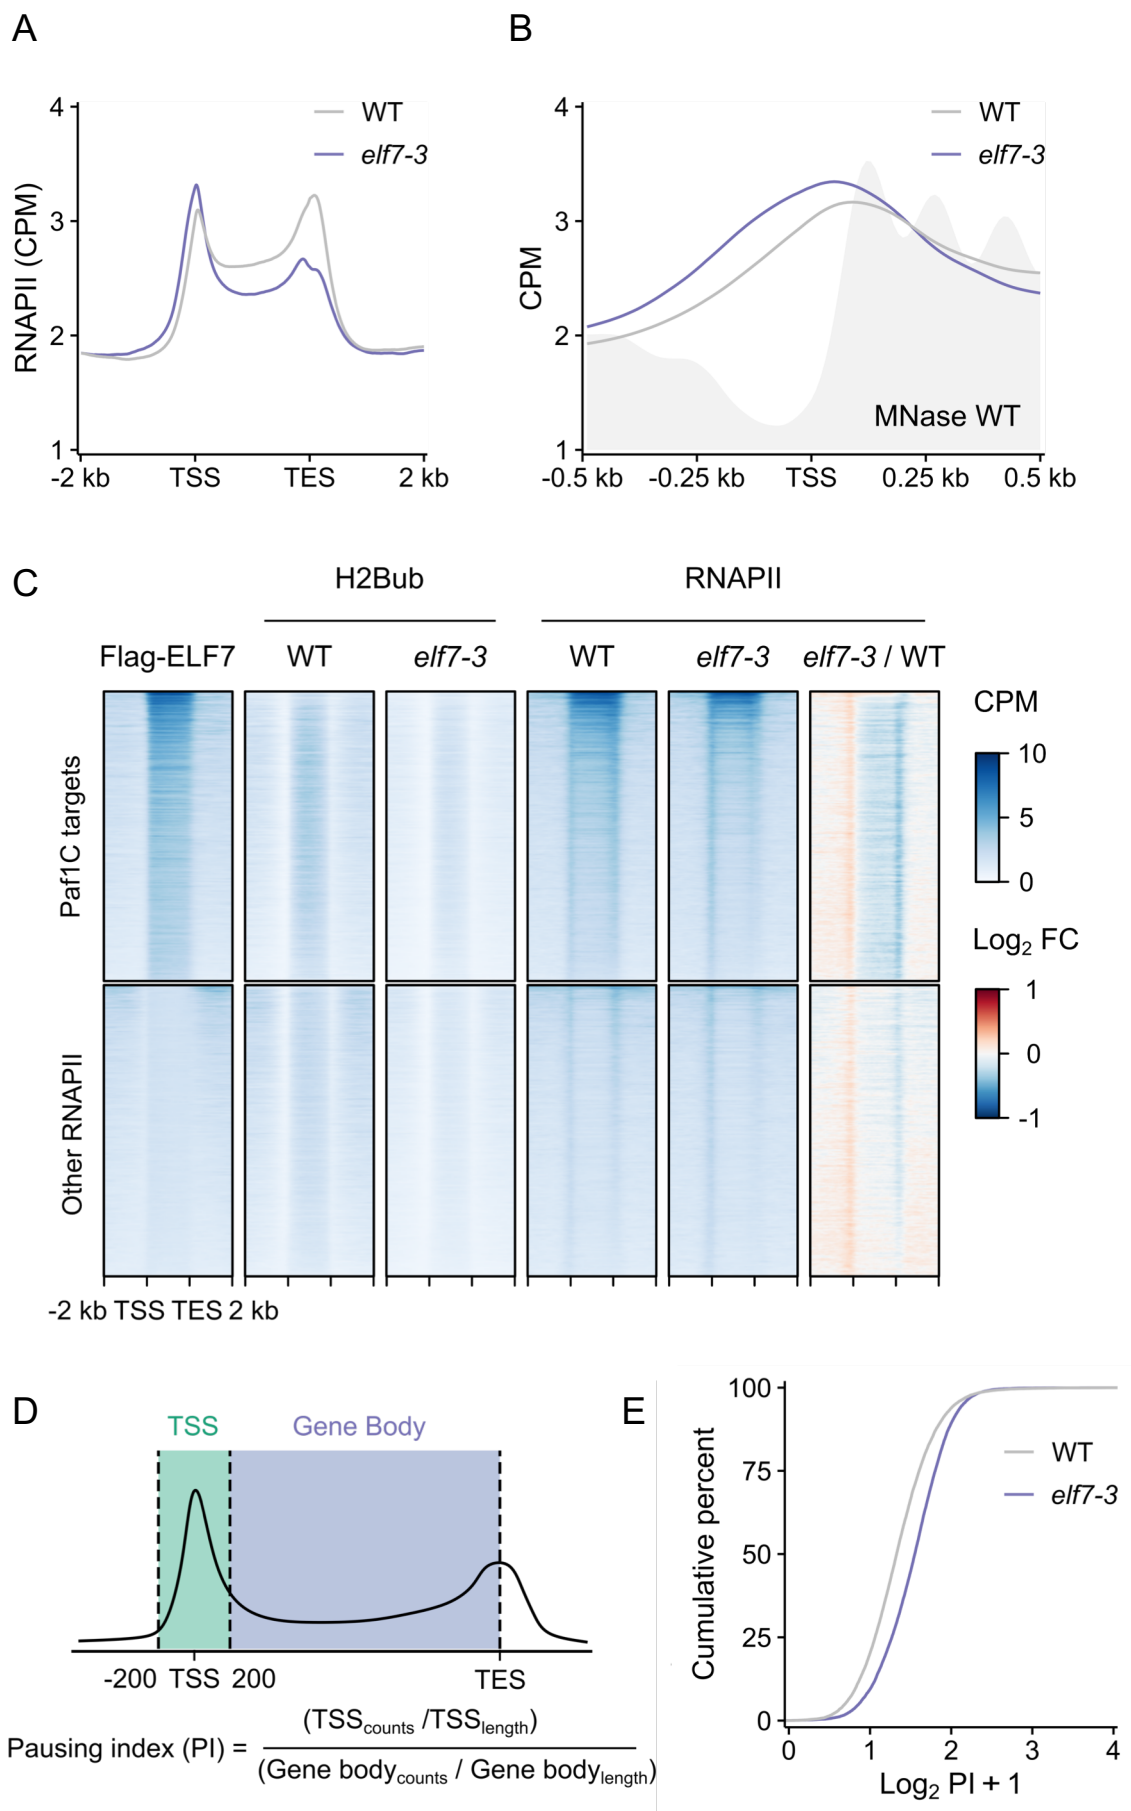 A
B
4
3
2
1
RNAPII (CPM)
WT
elf7-3
-2 kb TSS TES 2 kb
4
3
2
1
CPM
WT
elf7-3
MNase WT
-0.5 kb -0.25 kb TSS 0.25 kb 0.5 kb
C
H2Bub RNAPII
Flag-ELF7 WT elf7-3 WT elf7-3 elf7-3 / WT
Paf1C targets
Other RNAPII
-2 kb TSS TES 2 kb
CPM
10
5
0
Log2 FC
1
0
-1
D
TSS Gene Body
-200 TSS 200 TES
Pausing index (PI) =
(TSScounts /TSSlength)
(Gene bodycounts / Gene bodylength)
E
100
75
50
25
0
Cumulative percent
WT
elf7-3
0 1 2 3 4
Log2 PI + 1